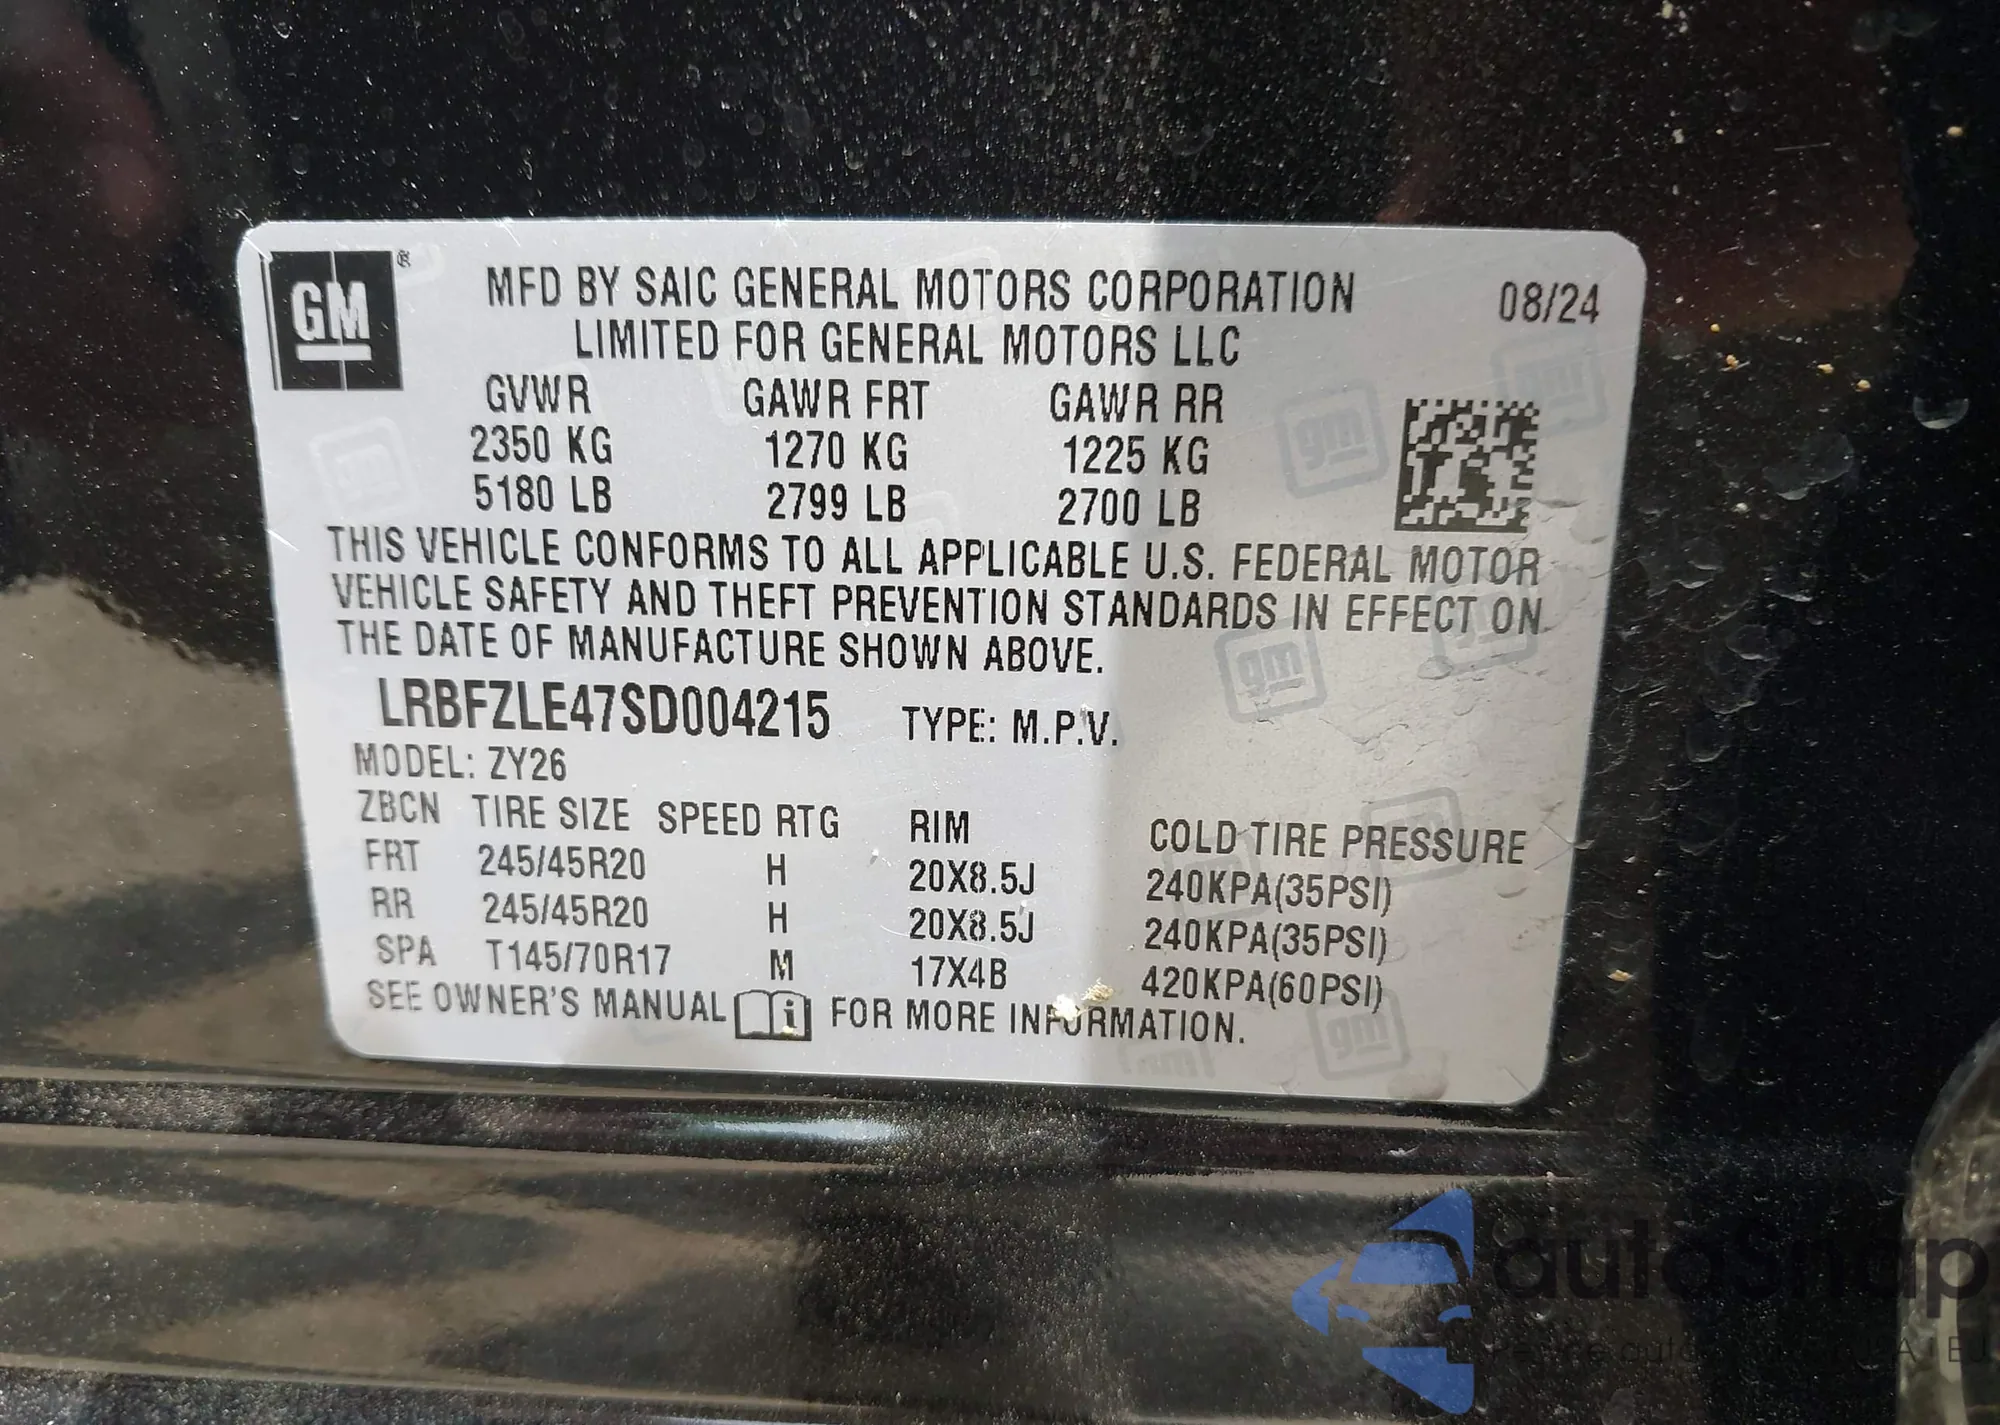 GM ®
MFD BY SAIC GENERAL MOTORS CORPORATION
LIMITED FOR GENERAL MOTORS LLC
08/24
GVWR GAWR FRT GAWR RR
2350 KG 1270 KG 1225 KG
5180 LB 2799 LB 2700 LB
THIS VEHICLE CONFORMS TO ALL APPLICABLE U.S. FEDERAL MOTOR
VEHICLE SAFETY AND THEFT PREVENTION STANDARDS IN EFFECT ON
THE DATE OF MANUFACTURE SHOWN ABOVE.
LRBFZLE47SD004215 TYPE: M.P.V.
MODEL: ZY26
ZBCN TIRE SIZE SPEED RTG RIM COLD TIRE PRESSURE
FRT 245/45R20 H 20X8.5J 240KPA(35PSI)
RR 245/45R20 H 20X8.5J 240KPA(35PSI)
SPA T145/70R17 M 17X4B 420KPA(60PSI)
SEE OWNER'S MANUAL FOR MORE INFORMATION.
autoSnap